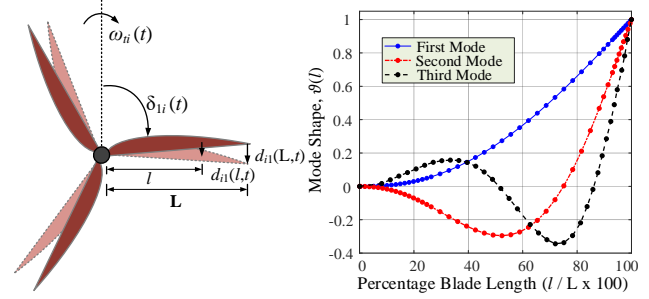 ω_ti(t)
δ_1i(t)
d_i1(L,t)
l
d_i1(l,t)
L
Mode Shape, ϑ(l)
1
0.8
0.6
0.4
0.2
0
-0.2
-0.4
First Mode
Second Mode
Third Mode
0 20 40 60 80 100
Percentage Blade Length (l / L x 100)